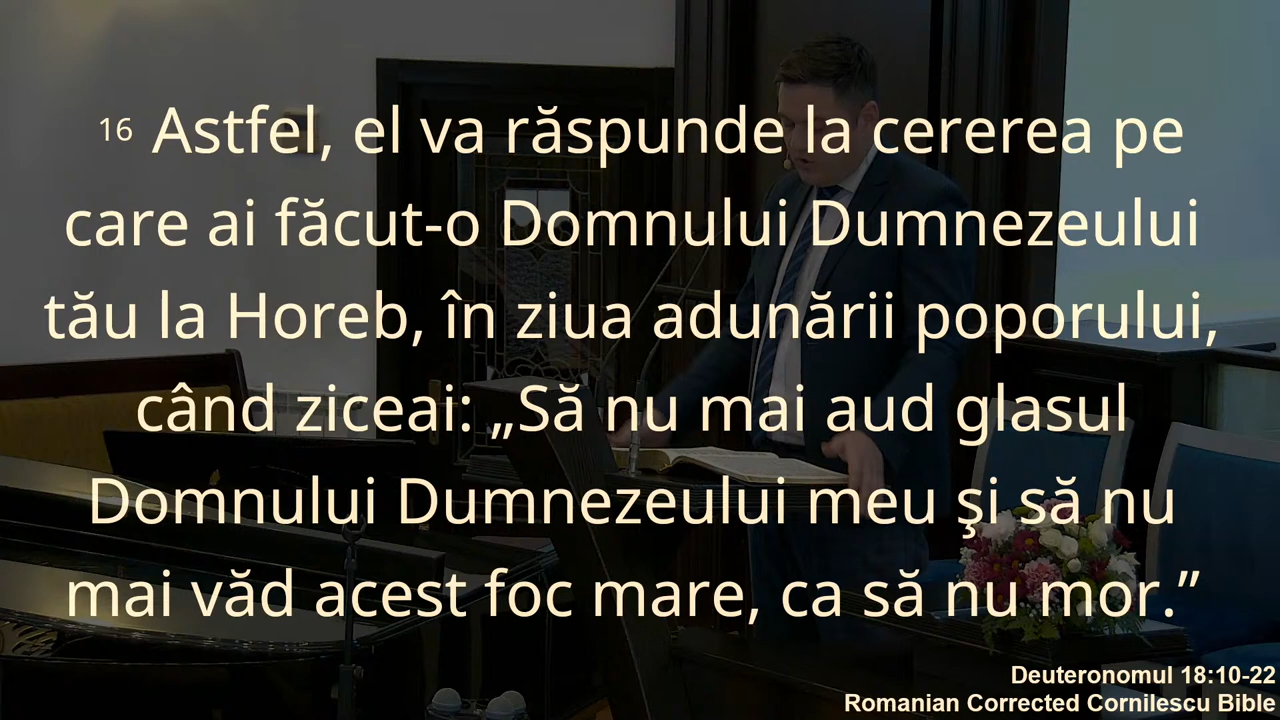 16 Astfel, el va răspunde la cererea pe
care ai făcut-o Domnului Dumnezeului
tău la Horeb, în ziua adunării poporului,
când ziceai: „Să nu mai aud glasul
Domnului Dumnezeului meu şi să nu
mai văd acest foc mare, ca să nu mor.”
Deuteronomul 18:10-22
Romanian Corrected Cornilescu Bible